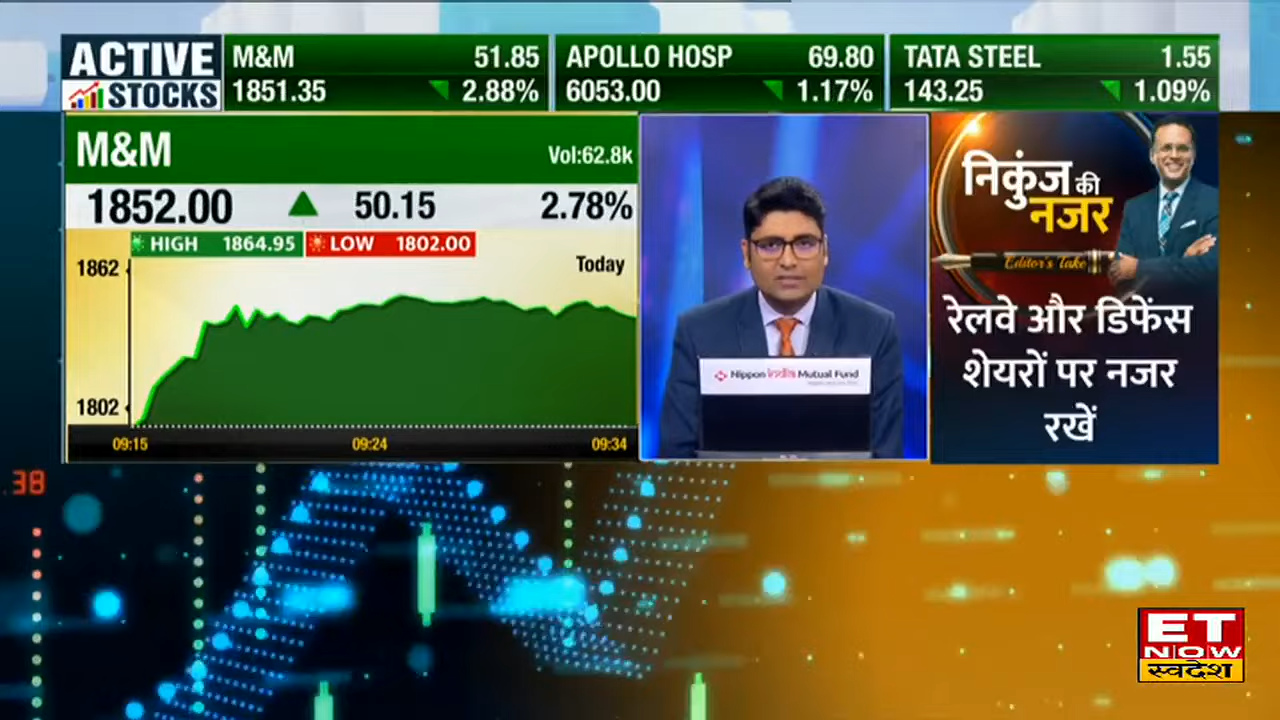 ACTIVE
STOCKS
M&M 51.85
1851.35 2.88%
APOLLO HOSP 69.80
6053.00 1.17%
TATA STEEL 1.55
143.25 1.09%
M&M Vol:62.8k
1852.00 50.15 2.78%
HIGH 1864.95 LOW 1802.00
Today
1862
1802
09:15 09:24 09:34
Nippon india Mutual Fund
निकुंज की
नजर
Editor's Take
रेलवे और डिफेंस
शेयरों पर नजर
रखें
.38
ET
NOW
स्वदेश